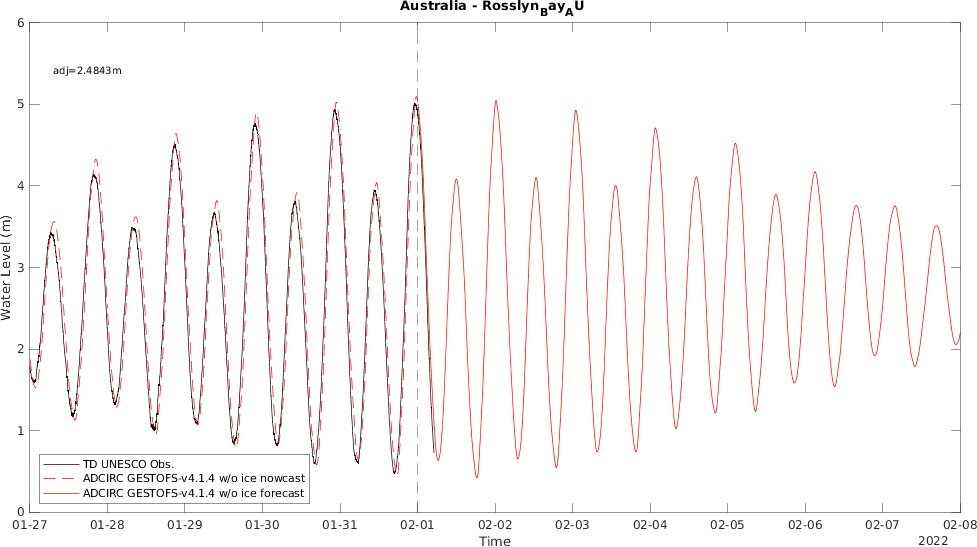 Australia - Rosslyn_Bay_AU
6
adj=2.4843m
5
4
3
2
1
0
Water Level (m)
TD UNESCO Obs.
ADCIRC GESTOFS-v4.1.4 w/o ice nowcast
ADCIRC GESTOFS-v4.1.4 w/o ice forecast
01-27 01-28 01-29 01-30 01-31 02-01 02-02 02-03 02-04 02-05 02-06 02-07 02-08
Time
2022